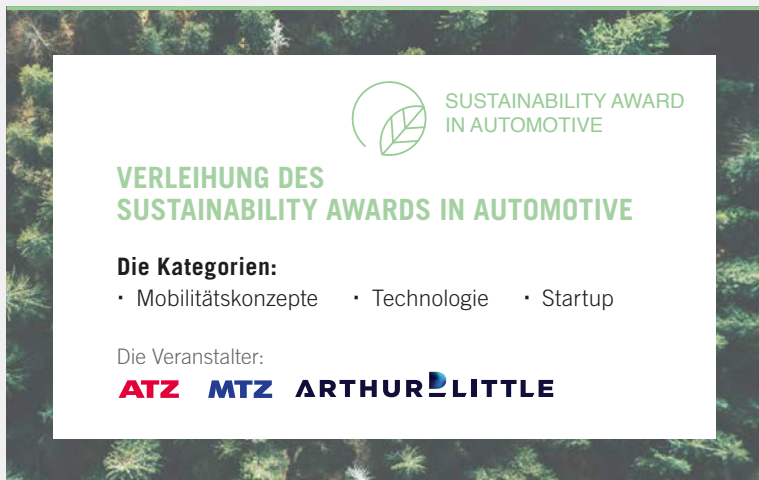 SUSTAINABILITY AWARD
IN AUTOMOTIVE
VERLEIHUNG DES
SUSTAINABILITY AWARDS IN AUTOMOTIVE
Die Kategorien:
· Mobilitätskonzepte · Technologie · Startup
Die Veranstalter:
ATZ MTZ ARTHUR D LITTLE